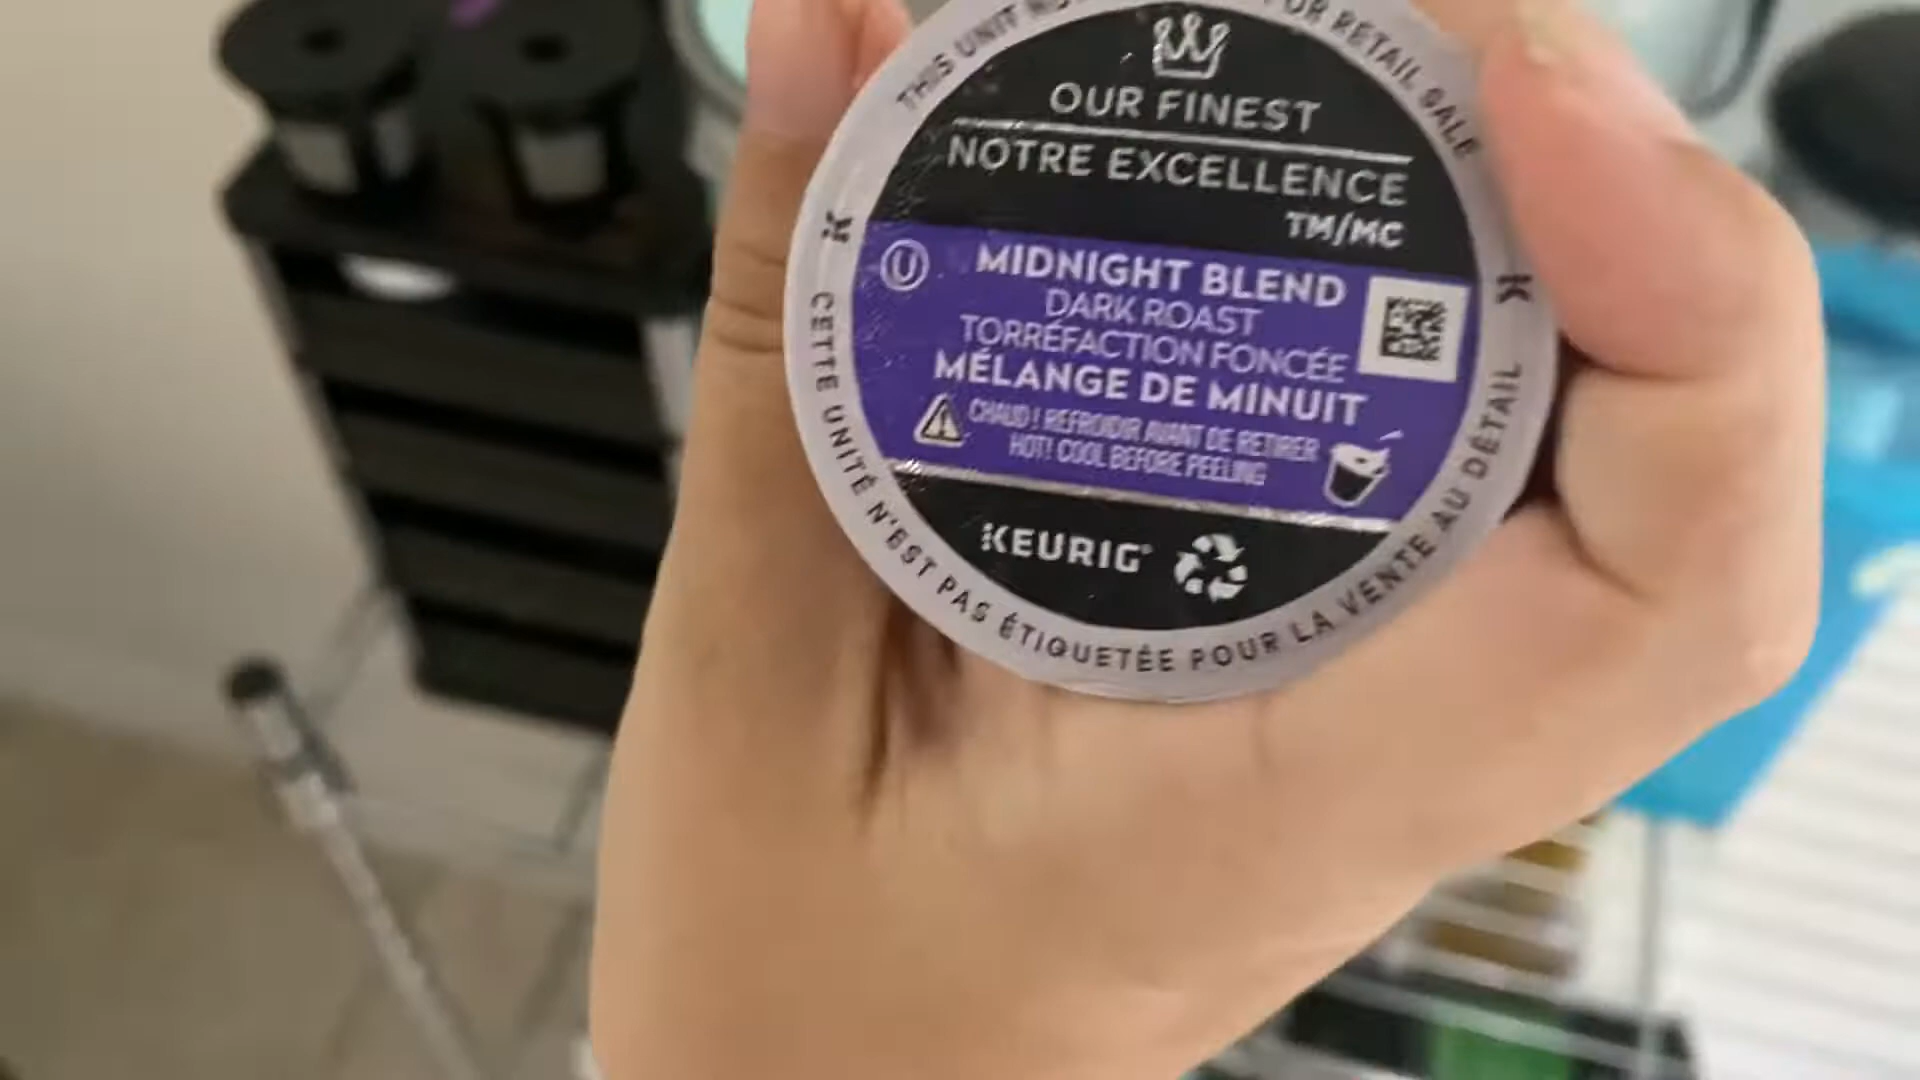 THIS UNIT NOT OR RETAIL SALE
OUR FINEST
NOTRE EXCELLENCE
TM/MC
U
MIDNIGHT BLEND
DARK ROAST
TORRÉFACTION FONCÉE
MÉLANGE DE MINUIT
CHAUD! REFROIDIR AVANT DE RETIRER
HOT! COOL BEFORE PEELING
KEURIG
CETTE UNITÉ N'EST PAS ÉTIQUETÉE POUR LA VENTE AU DÉTAIL
K
K